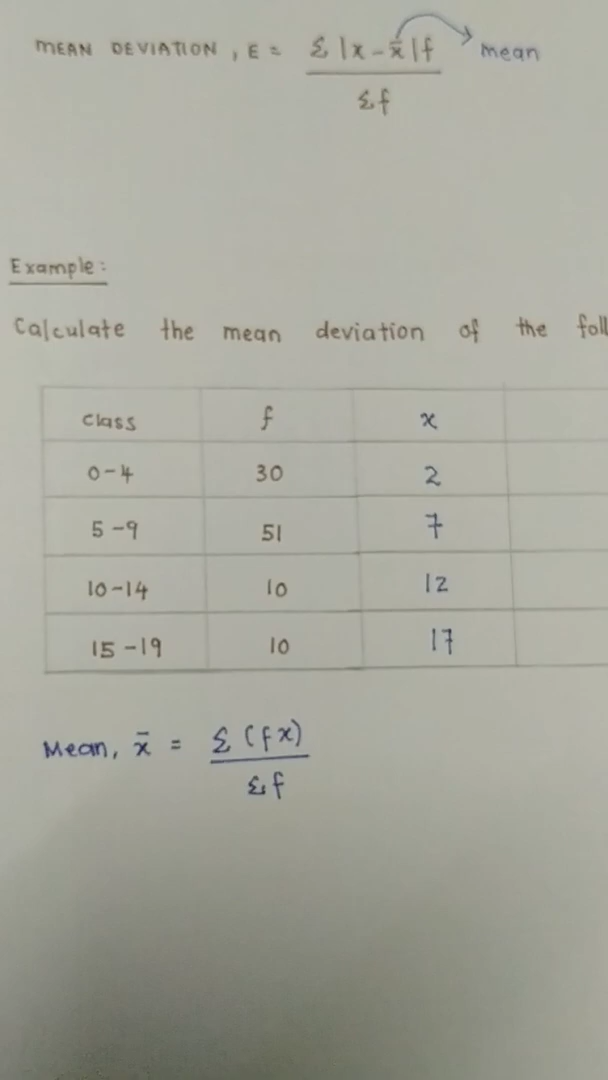 MEAN DEVIATION, E = Σ |x - x̄| f mean
Σf
Example:
Calculate the mean deviation of the
class f x
0-4 30 2
5-9 51 7
10-14 10 12
15-19 10 17
Mean, x̄ = Σ (fx)
Σf